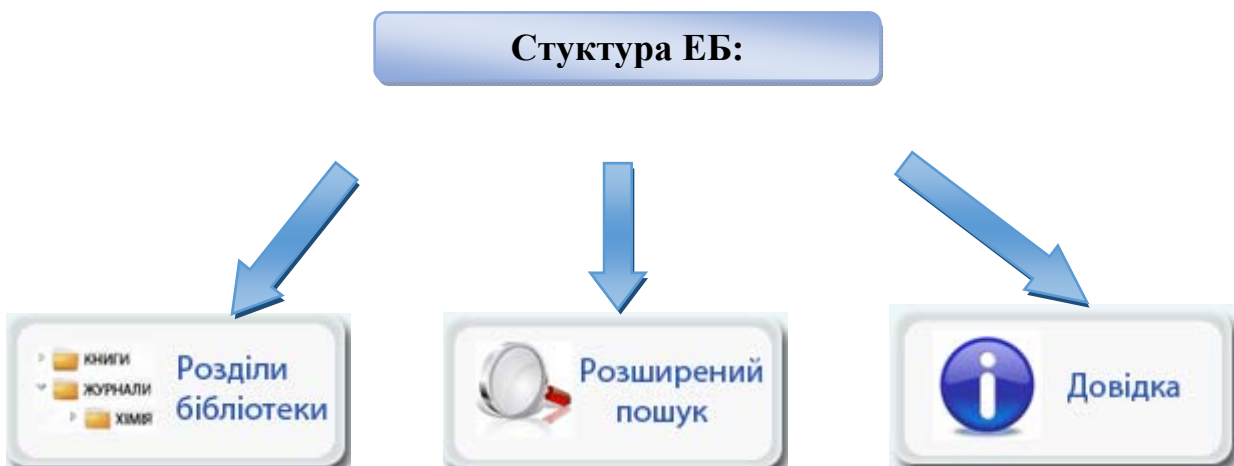 Стуктура ЕБ:
КНИГИ
ЖУРНАЛИ
ХІМІЯ
Розділи
бібліотеки
Розширений
пошук
Довідка